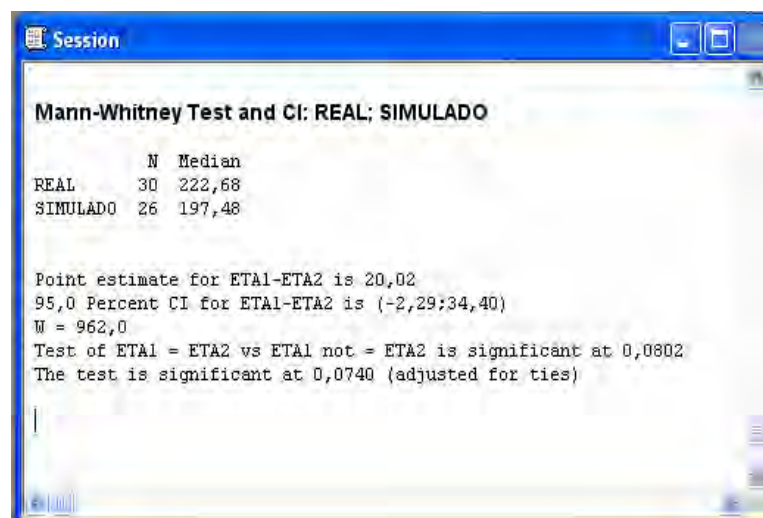 Session
Mann-Whitney Test and CI: REAL; SIMULADO
N Median
REAL 30 222,68
SIMULADO 26 197,48
Point estimate for ETA1-ETA2 is 20,02
95,0 Percent CI for ETA1-ETA2 is (-2,29;34,40)
W = 962,0
Test of ETA1 = ETA2 vs ETA1 not = ETA2 is significant at 0,0802
The test is significant at 0,0740 (adjusted for ties)